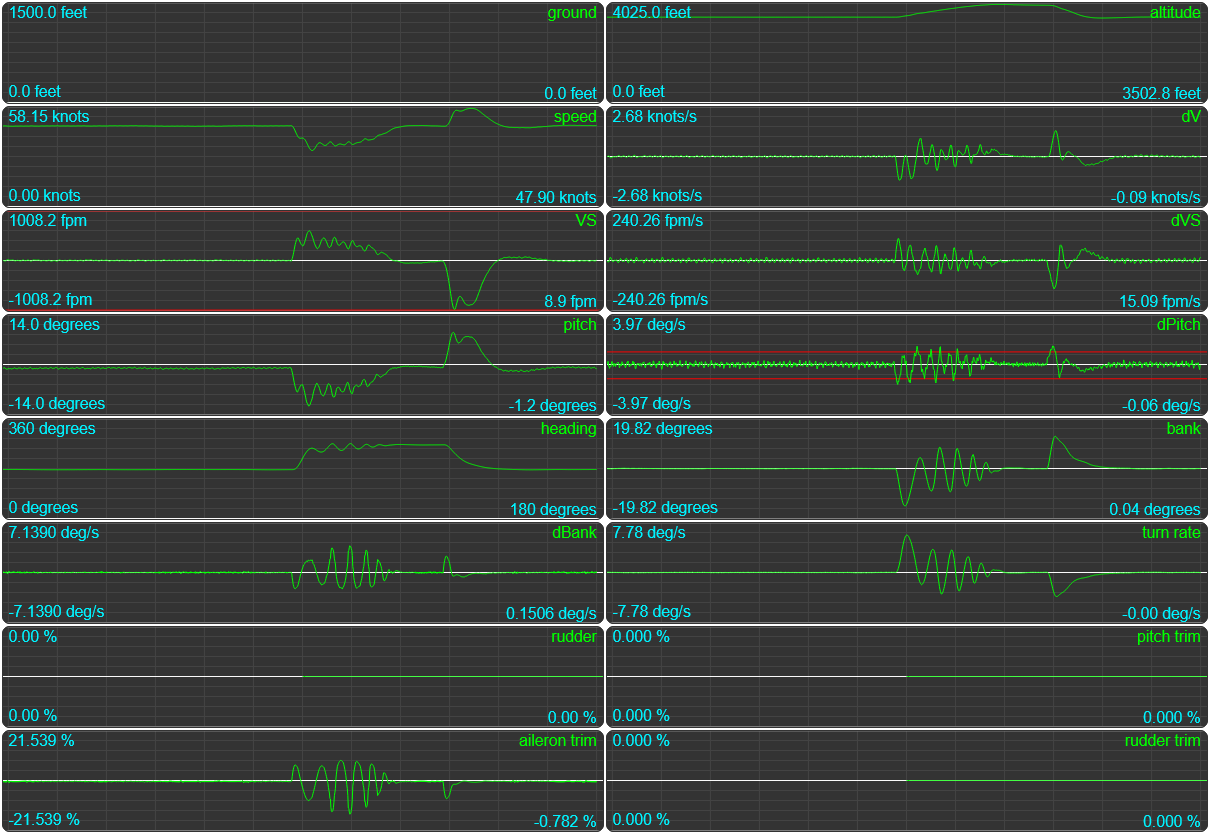 1500.0 feet ground
0.0 feet 0.0 feet
4025.0 feet altitude
0.0 feet 3502.8 feet
58.15 knots speed
0.00 knots 47.90 knots
2.68 knots/s dV
-2.68 knots/s -0.09 knots/s
1008.2 fpm VS
-1008.2 fpm 8.9 fpm
240.26 fpm/s dVS
-240.26 fpm/s 15.09 fpm/s
14.0 degrees pitch
-14.0 degrees -1.2 degrees
3.97 deg/s dPitch
-3.97 deg/s -0.06 deg/s
360 degrees heading
0 degrees 180 degrees
19.82 degrees bank
-19.82 degrees 0.04 degrees
7.1390 deg/s dBank
-7.1390 deg/s 0.1506 deg/s
7.78 deg/s turn rate
-7.78 deg/s -0.00 deg/s
0.00 % rudder
0.00 % 0.00 %
0.000 % pitch trim
0.000 % 0.000 %
21.539 % aileron trim
-21.539 % -0.782 %
0.000 % rudder trim
0.000 % 0.000 %